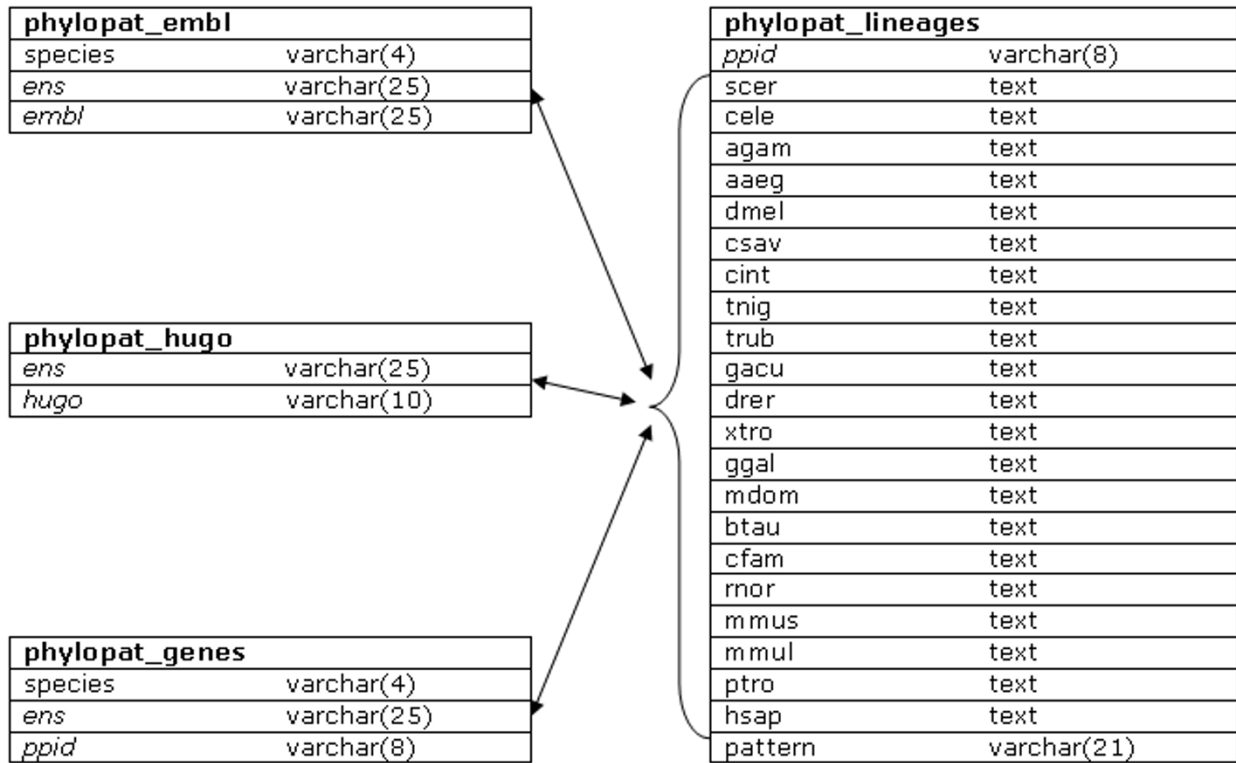 phylopat_embl
species varchar(4)
ens varchar(25)
embl varchar(25)
phylopat_hugo
ens varchar(25)
hugo varchar(10)
phylopat_genes
species varchar(4)
ens varchar(25)
ppid varchar(8)
phylopat_lineages
ppid varchar(8)
scer text
cele text
agam text
aaeg text
dmel text
csav text
cint text
tnig text
trub text
gacu text
drer text
xtro text
ggal text
mdom text
btau text
cfam text
rnor text
mmus text
mmul text
ptro text
hsap text
pattern varchar(21)